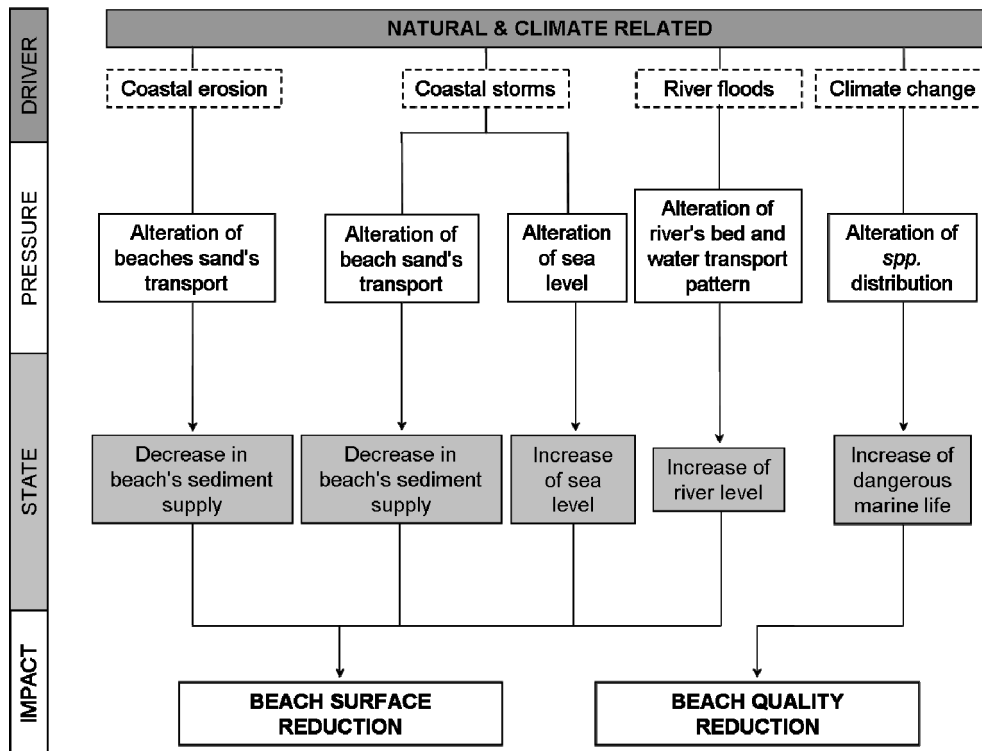 NATURAL & CLIMATE RELATED
DRIVER
Coastal erosion
Coastal storms
River floods
Climate change
PRESSURE
Alteration of
beaches sand's
transport
Alteration of
beach sand's
transport
Alteration
of sea
level
Alteration of
river's bed and
water transport
pattern
Alteration of
spp.
distribution
STATE
Decrease in
beach's sediment
supply
Decrease in
beach's sediment
supply
Increase
of sea
level
Increase of
river level
Increase of
dangerous
marine life
IMPACT
BEACH SURFACE
REDUCTION
BEACH QUALITY
REDUCTION